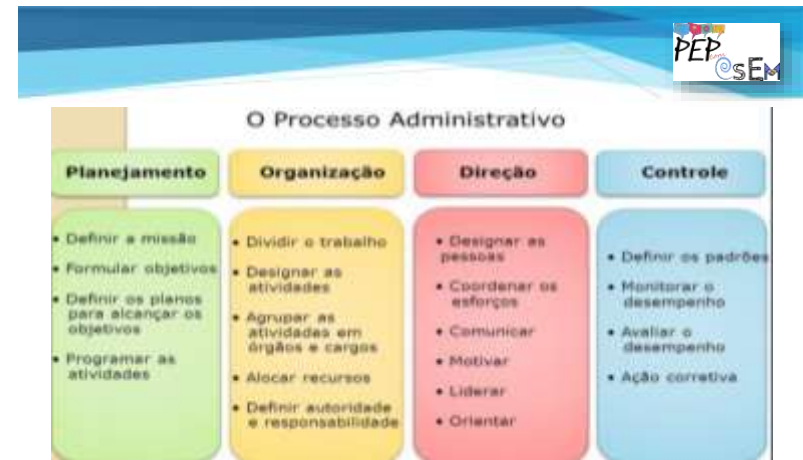 PEP
@sEM
O Processo Administrativo
Planejamento
• Definir a missão
• Formular objetivos
• Definir os planos
para alcançar os
objetivos
• Programar as
atividades
Organização
• Dividir o trabalho
• Designar as
atividades
• Agrupar as
atividades em
órgãos e cargos
• Alocar recursos
• Definir autoridade
e responsabilidade
Direção
• Designar as
pessoas
• Coordenar os
esforços
• Comunicar
• Motivar
• Liderar
• Orientar
Controle
• Definir os padrões
• Monitorar o
desempenho
• Avaliar o
desempenho
• Ação corretiva